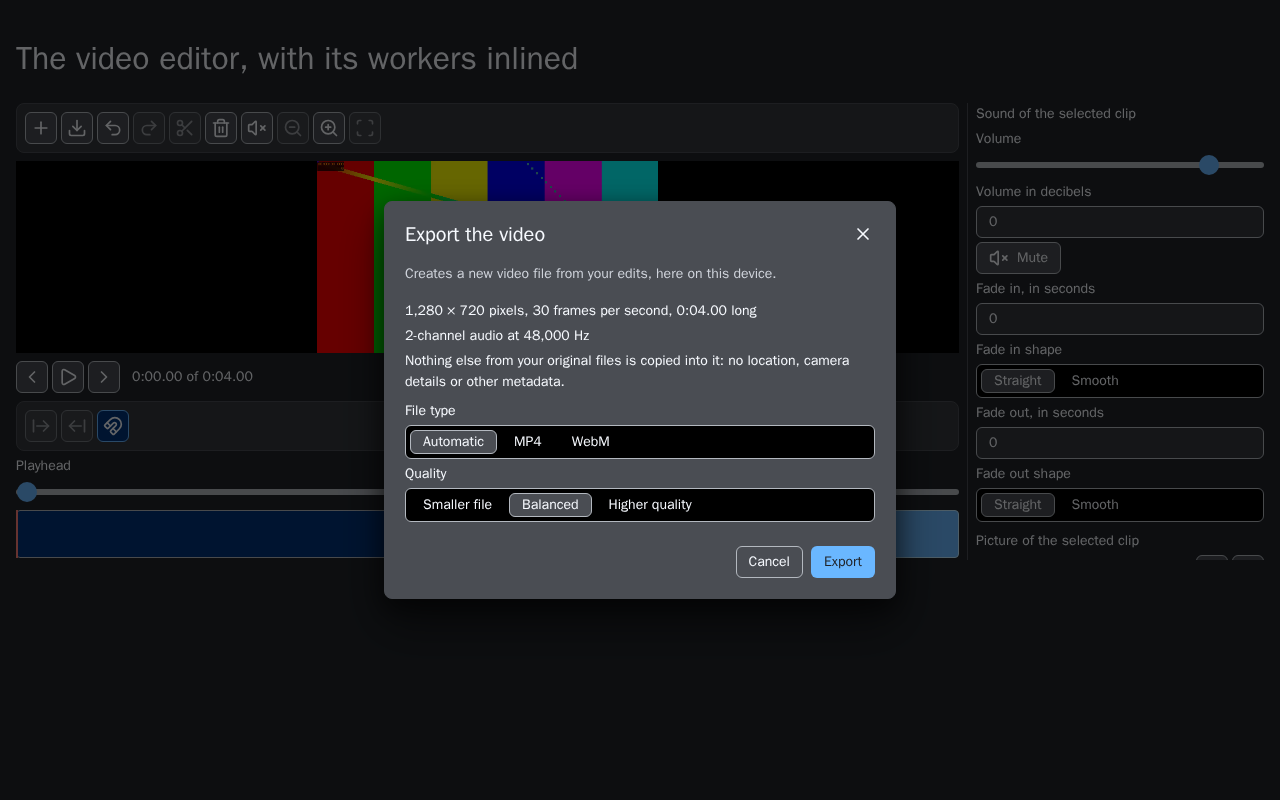 The video editor, with its workers inlined
Sound of the selected clip
Volume
Volume in decibels
0
Mute
Fade in, in seconds
0
Fade in shape
Straight Smooth
Fade out, in seconds
0
Fade out shape
Straight Smooth
Picture of the selected clip
0:00.00 of 0:04.00
Playhead
Export the video
Creates a new video file from your edits, here on this device.
1,280 × 720 pixels, 30 frames per second, 0:04.00 long
2-channel audio at 48,000 Hz
Nothing else from your original files is copied into it: no location, camera
details or other metadata.
File type
Automatic MP4 WebM
Quality
Smaller file Balanced Higher quality
Cancel Export